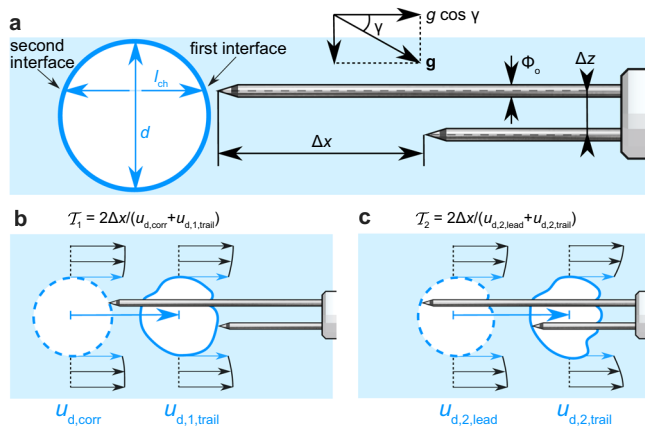 a
second
interface
first interface
l_ch
d
g cos γ
γ
g
Φ_o
Δz
Δx
b
𝒯_1 = 2Δx/(u_d,corr+u_d,1,trail)
u_d,corr
u_d,1,trail
c
𝒯_2 = 2Δx/(u_d,2,lead+u_d,2,trail)
u_d,2,lead
u_d,2,trail